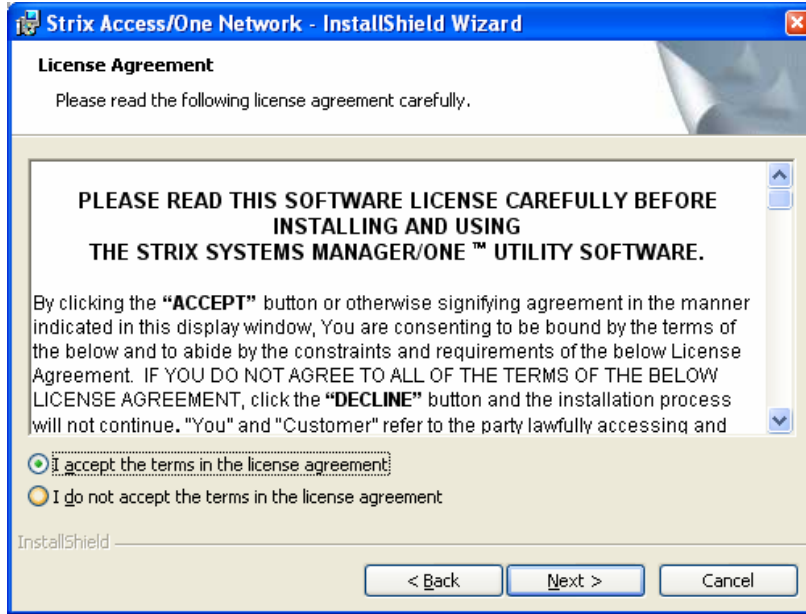 Strix Access/One Network - InstallShield Wizard
License Agreement
Please read the following license agreement carefully.
PLEASE READ THIS SOFTWARE LICENSE CAREFULLY BEFORE
INSTALLING AND USING
THE STRIX SYSTEMS MANAGER/ONE ™ UTILITY SOFTWARE.
By clicking the “ACCEPT” button or otherwise signifying agreement in the manner
indicated in this display window, You are consenting to be bound by the terms of
the below and to abide by the constraints and requirements of the below License
Agreement.  IF YOU DO NOT AGREE TO ALL OF THE TERMS OF THE BELOW
LICENSE AGREEMENT, click the “DECLINE” button and the installation process
will not continue. "You" and "Customer" refer to the party lawfully accessing and
I accept the terms in the license agreement
I do not accept the terms in the license agreement
InstallShield
< Back
Next >
Cancel